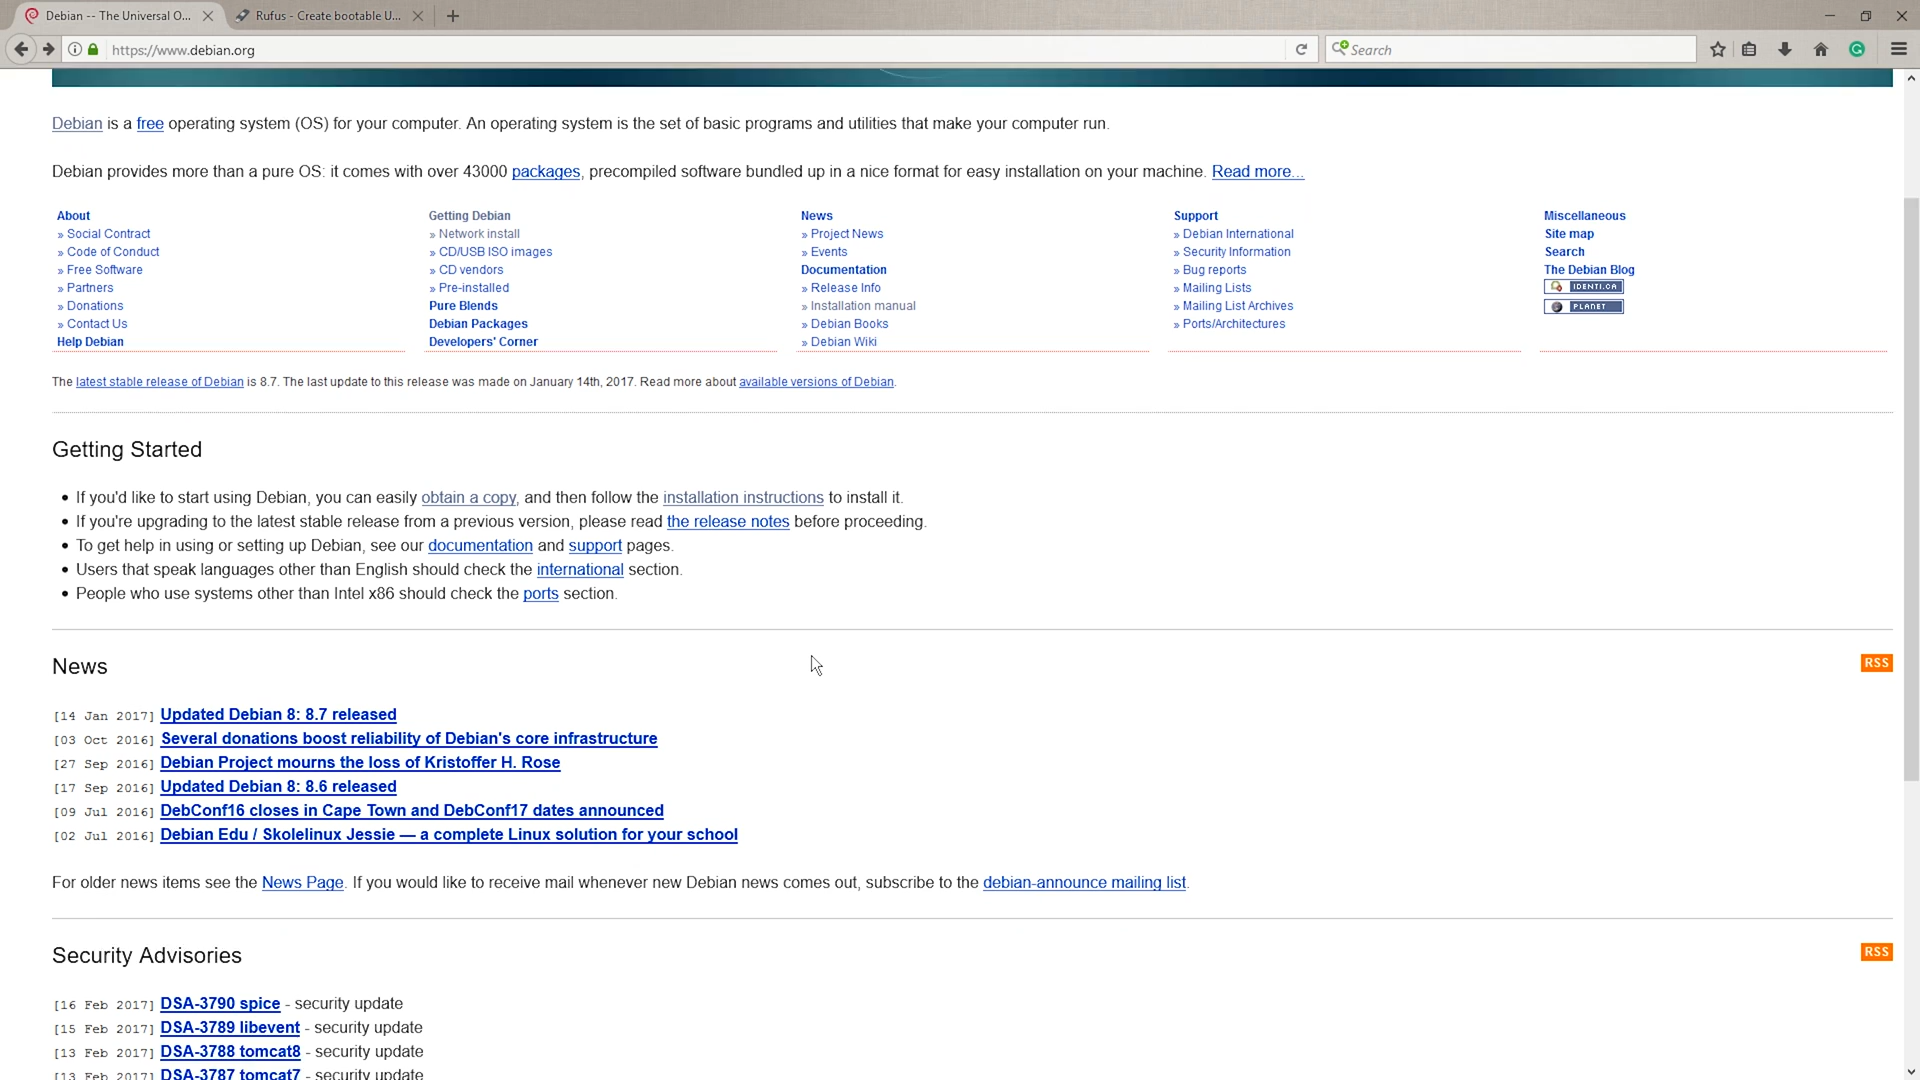 Debian -- The Universal O...
Rufus - Create bootable U...
https://www.debian.org
Search
Debian is a free operating system (OS) for your computer. An operating system is the set of basic programs and utilities that make your computer run.
Debian provides more than a pure OS: it comes with over 43000 packages, precompiled software bundled up in a nice format for easy installation on your machine. Read more...
About
» Social Contract
» Code of Conduct
» Free Software
» Partners
» Donations
» Contact Us
Help Debian
Getting Debian
» Network install
» CD/USB ISO images
» CD vendors
» Pre-installed
Pure Blends
Debian Packages
Developers' Corner
News
» Project News
» Events
Documentation
» Release Info
» Installation manual
» Debian Books
» Debian Wiki
Support
» Debian International
» Security Information
» Bug reports
» Mailing Lists
» Mailing List Archives
» Ports/Architectures
Miscellaneous
Site map
Search
The Debian Blog
IDENTI.CA
PLANET
The latest stable release of Debian is 8.7. The last update to this release was made on January 14th, 2017. Read more about available versions of Debian.
Getting Started
• If you'd like to start using Debian, you can easily obtain a copy, and then follow the installation instructions to install it.
• If you're upgrading to the latest stable release from a previous version, please read the release notes before proceeding.
• To get help in using or setting up Debian, see our documentation and support pages.
• Users that speak languages other than English should check the international section.
• People who use systems other than Intel x86 should check the ports section.
News
RSS
[14 Jan 2017] Updated Debian 8: 8.7 released
[03 Oct 2016] Several donations boost reliability of Debian's core infrastructure
[27 Sep 2016] Debian Project mourns the loss of Kristoffer H. Rose
[17 Sep 2016] Updated Debian 8: 8.6 released
[09 Jul 2016] DebConf16 closes in Cape Town and DebConf17 dates announced
[02 Jul 2016] Debian Edu / Skolelinux Jessie — a complete Linux solution for your school
For older news items see the News Page. If you would like to receive mail whenever new Debian news comes out, subscribe to the debian-announce mailing list.
Security Advisories
RSS
[16 Feb 2017] DSA-3790 spice - security update
[15 Feb 2017] DSA-3789 libevent - security update
[13 Feb 2017] DSA-3788 tomcat8 - security update
[13 Feb 2017] DSA-3787 tomcat7 - security update